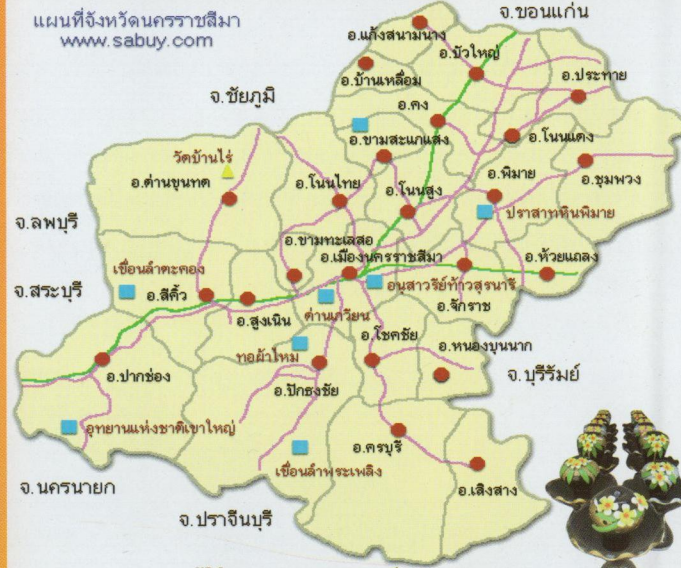 แผนที่จังหวัดนครราชสีมา
www.sabuy.com
จ.ขอนแก่น
อ.แก้งสนามนาง
อ.บัวใหญ่
อ.บ้านเหลื่อม
อ.ประทาย
จ.ชัยภูมิ
อ.คง
อ.ขามสะแกแสง
อ.โนนแดง
วัดบ้านไร่
อ.ด่านขุนทด
อ.โนนไทย
อ.พิมาย
อ.ชุมพวง
อ.โนนสูง
ปราสาทหินพิมาย
จ.ลพบุรี
อ.ขามทะเลสอ
อ.เมืองนครราชสีมา
อ.ห้วยแถลง
เขื่อนลำตะคอง
จ.สระบุรี
อ.สีคิ้ว
อนุสาวรีย์ท้าวสุรนารี
อ.จักราช
อ.สูงเนิน
ด่านเกวียน
อ.โชคชัย
อ.หนองบุนนาก
ทอผ้าไหม
อ.ปากช่อง
อ.ปักธงชัย
จ.บุรีรัมย์
อุทยานแห่งชาติเขาใหญ่
อ.ครบุรี
เขื่อนลำพระเพลิง
จ.นครนายก
อ.เสิงสาง
จ.ปราจีนบุรี